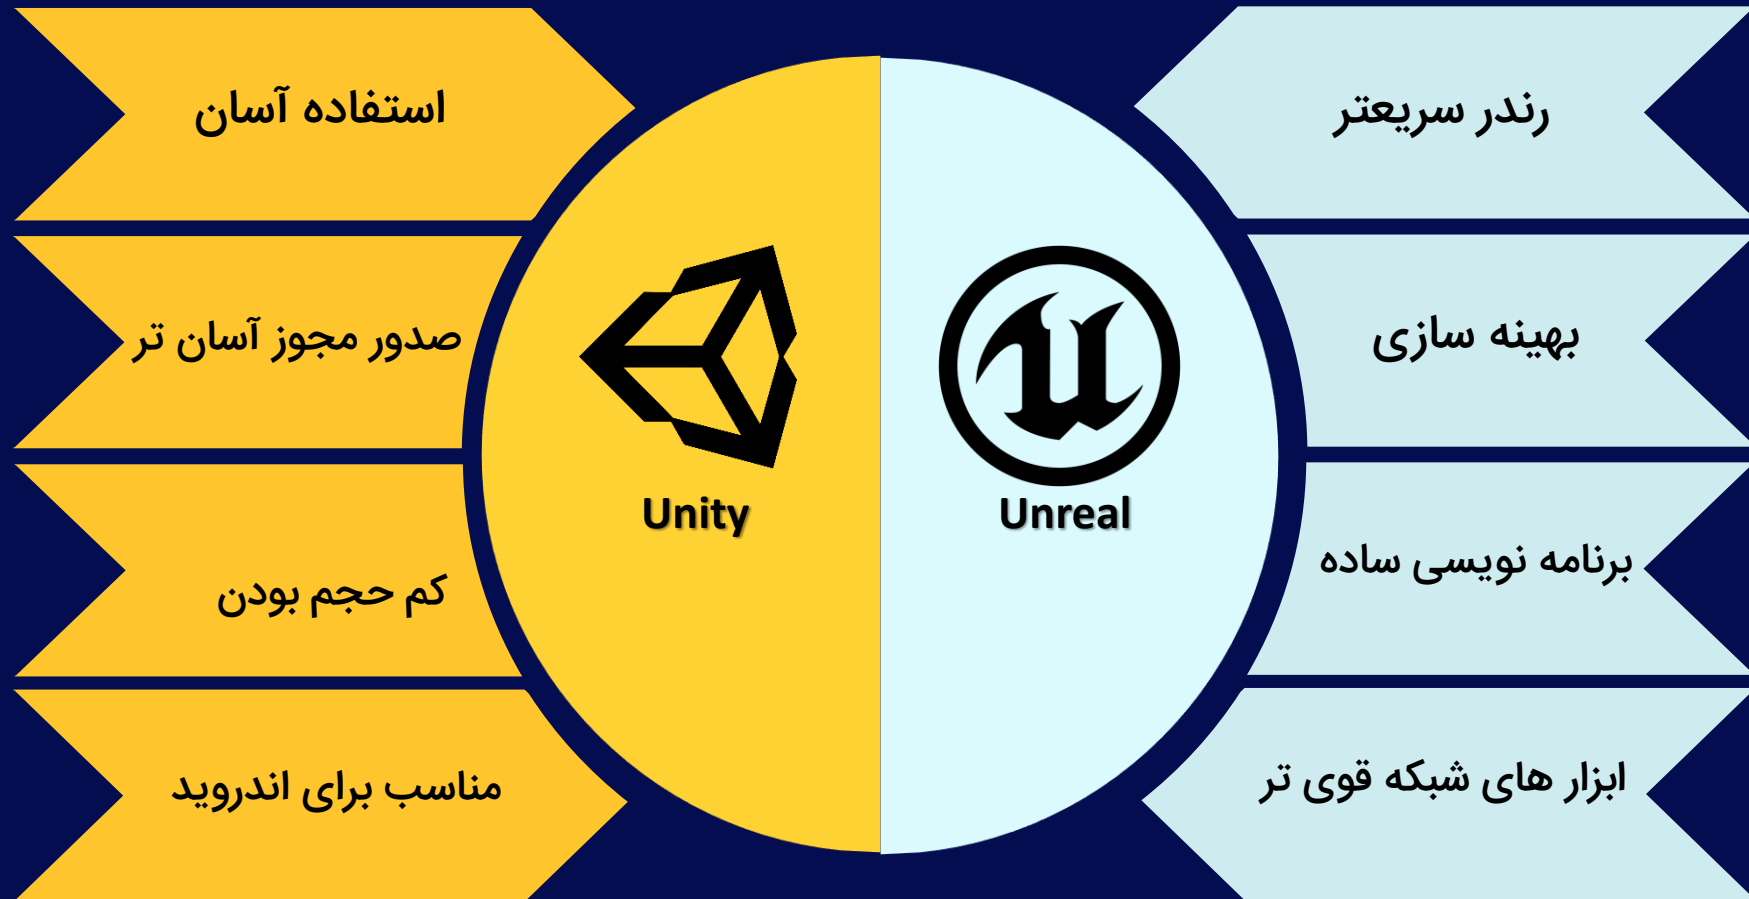 استفاده آسان
صدور مجوز آسان تر
کم حجم بودن
مناسب برای اندروید
Unity
Unreal
رندر سریعتر
بهینه سازی
برنامه نویسی ساده
ابزار های شبکه قوی تر